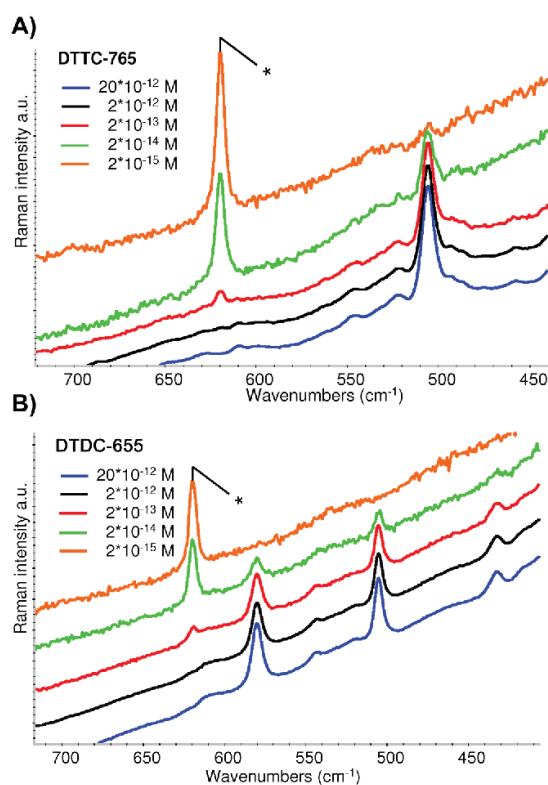 A)
DTTC-765
*
20*10⁻¹² M
2*10⁻¹² M
2*10⁻¹³ M
2*10⁻¹⁴ M
2*10⁻¹⁵ M
Raman intensity a.u.
700 650 600 550 500 450
Wavenumbers (cm⁻¹)
B)
DTDC-655
*
20*10⁻¹² M
2*10⁻¹² M
2*10⁻¹³ M
2*10⁻¹⁴ M
2*10⁻¹⁵ M
Raman intensity a.u.
700 650 600 550 500 450
Wavenumbers (cm⁻¹)